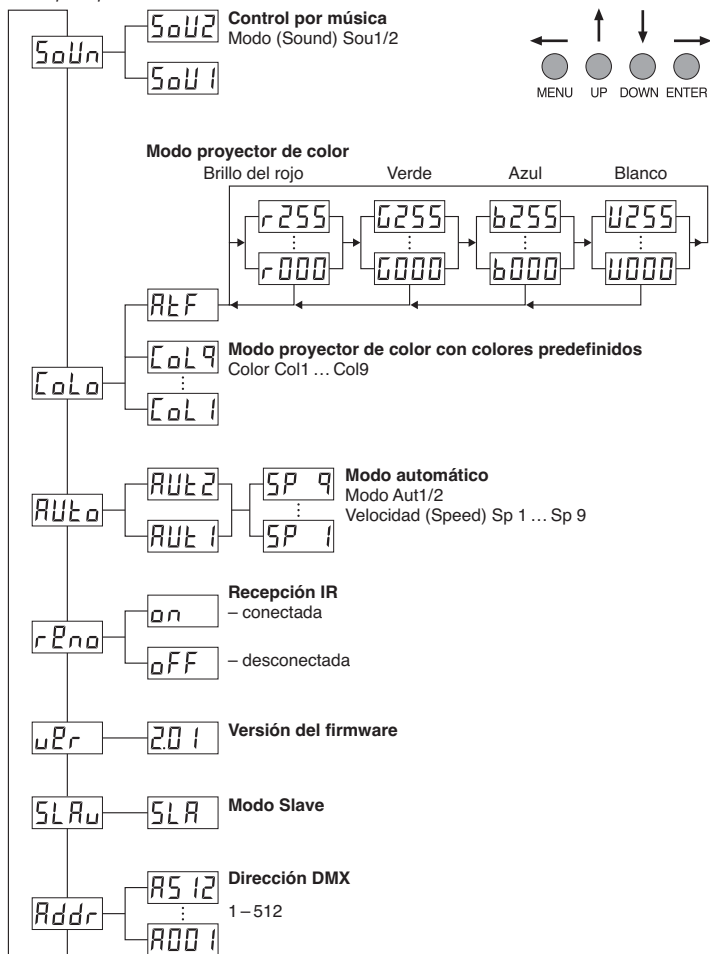 SoU2
Control por música
Modo (Sound) Sou1/2
SoUn
SoU1
MENU UP DOWN ENTER
Modo proyector de color
Brillo del rojo Verde Azul Blanco
r255 G255 b255 U255
r000 G000 b000 U000
AtF
CoL9
Modo proyector de color con colores predefinidos
Color Col1 … Col9
CoLo
CoL1
AUt2 SP 9
Modo automático
Modo Aut1/2
AUto
Velocidad (Speed) Sp 1 … Sp 9
AUt1 SP 1
Recepción IR
on
– conectada
rEno
oFF
– desconectada
vEr 2.01 Versión del firmware
SLAv SLA Modo Slave
A512
Dirección DMX
Addr
1–512
A001